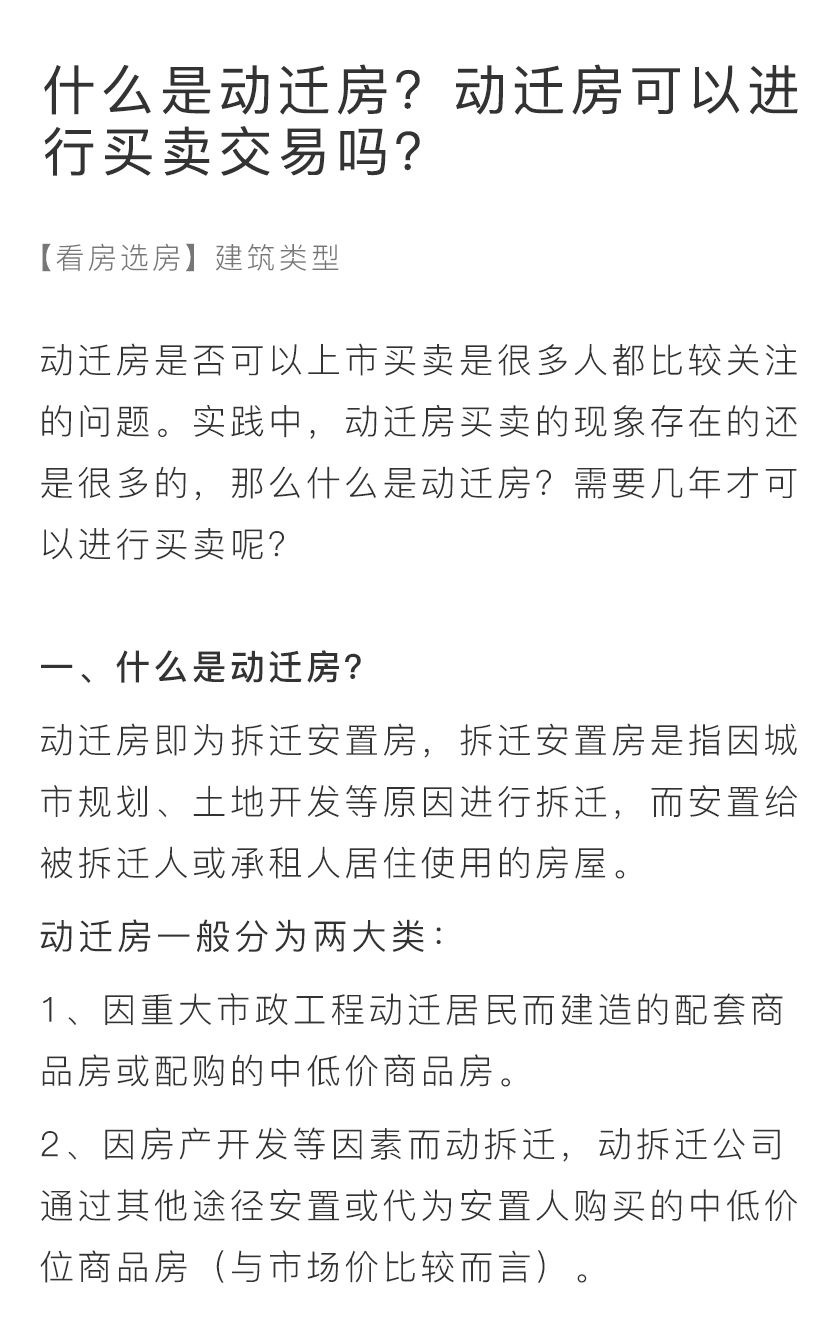 什么是动迁房？动迁房可以进
行买卖交易吗？
【看房选房】建筑类型
动迁房是否可以上市买卖是很多人都比较关注
的问题。实践中，动迁房买卖的现象存在的还
是很多的，那么什么是动迁房？需要几年才可
以进行买卖呢？
一、什么是动迁房？
动迁房即为拆迁安置房，拆迁安置房是指因城
市规划、土地开发等原因进行拆迁，而安置给
被拆迁人或承租人居住使用的房屋。
动迁房一般分为两大类：
1、因重大市政工程动迁居民而建造的配套商
品房或配购的中低价商品房。
2、因房产开发等因素而动拆迁，动拆迁公司
通过其他途径安置或代为安置人购买的中低价
位商品房（与市场价比较而言）。